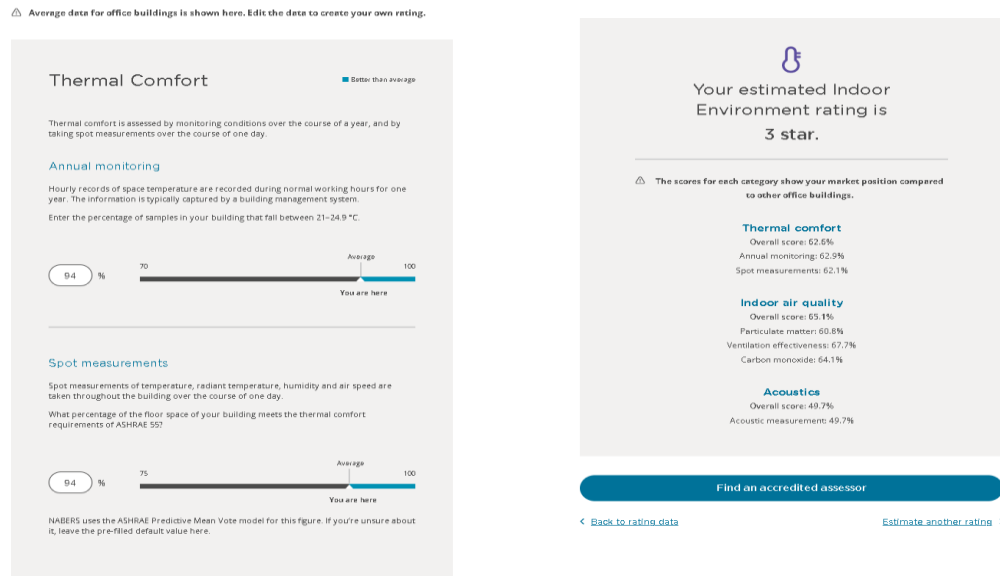 Average data for office buildings is shown here. Edit the data to create your own rating.
Thermal Comfort
Better than average
Thermal comfort is assessed by monitoring conditions over the course of a year, and by
taking spot measurements over the course of one day.
Annual monitoring
Hourly records of space temperature are recorded during normal working hours for one
year. The information is typically captured by a building management system.
Enter the percentage of samples in your building that fall between 21–24.9 °C.
Average
70
100
94 %
You are here
Spot measurements
Spot measurements of temperature, radiant temperature, humidity and air speed are
taken throughout the building over the course of one day.
What percentage of the floor space of your building meets the thermal comfort
requirements of ASHRAE 55?
Average
75
100
94 %
You are here
NABERS uses the ASHRAE Predictive Mean Vote model for this figure. If you're unsure about
it, leave the pre-filled default value here.
Your estimated Indoor
Environment rating is
3 star.
The scores for each category show your market position compared
to other office buildings.
Thermal comfort
Overall score: 62.6%
Annual monitoring: 62.9%
Spot measurements: 62.1%
Indoor air quality
Overall score: 65.1%
Particulate matter: 60.8%
Ventilation effectiveness: 67.7%
Carbon monoxide: 64.1%
Acoustics
Overall score: 49.7%
Acoustic measurement: 49.7%
Find an accredited assessor
Back to rating data
Estimate another rating